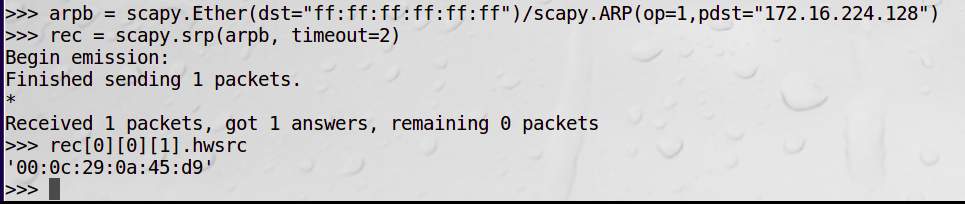 >>> arpb = scapy.Ether(dst="ff:ff:ff:ff:ff:ff")/scapy.ARP(op=1,pdst="172.16.224.128")
>>> rec = scapy.srp(arpb, timeout=2)
Begin emission:
Finished sending 1 packets.
*
Received 1 packets, got 1 answers, remaining 0 packets
>>> rec[0][0][1].hwsrc
'00:0c:29:0a:45:d9'
>>>